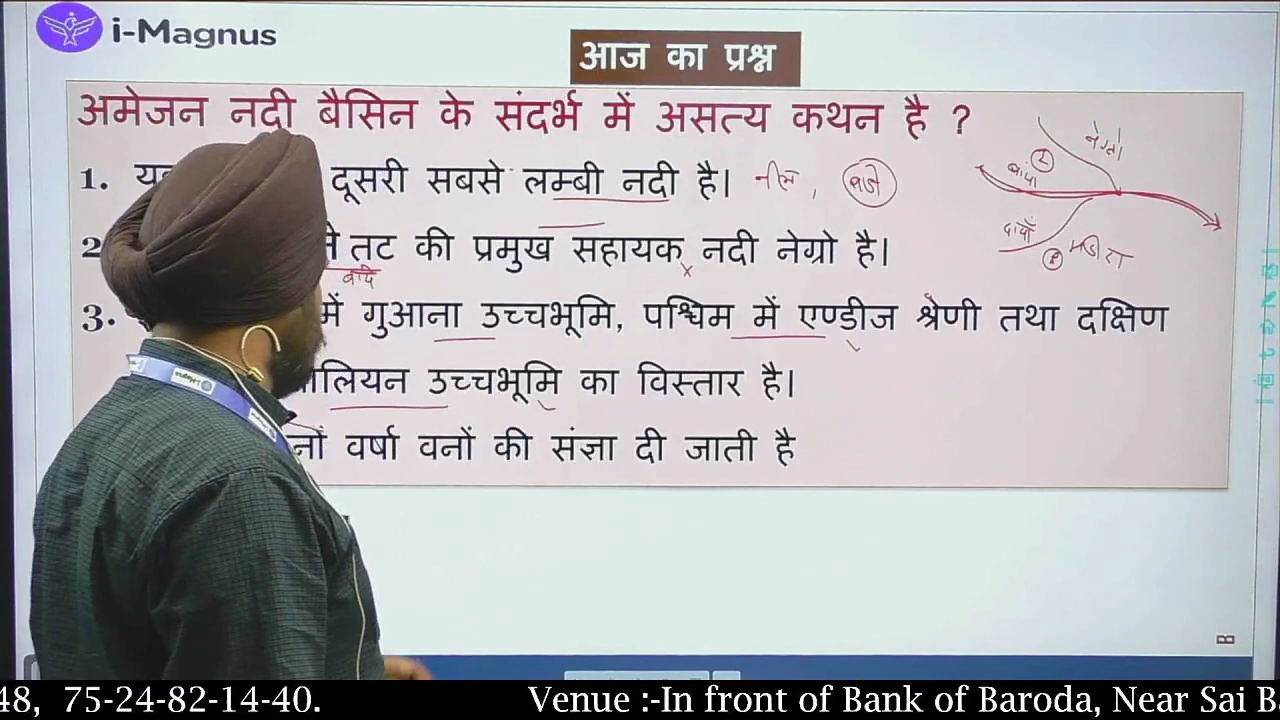 i-Magnus
आज का प्रश्न
अमेजन नदी बैसिन के संदर्भ में असत्य कथन है ?
1. दूसरी सबसे लम्बी नदी है। नील,
2 तट की प्रमुख सहायक नदी नेग्रो है।
3. में गुआना उच्चभूमि, पश्चिम में एण्डीज श्रेणी तथा दक्षिण
उच्चभूमि का विस्तार है।
वर्षा वनों की संज्ञा दी जाती है
नेग्रो
बांया
दायाँ
B
48, 75-24-82-14-40. Venue :-In front of Bank of Baroda, Near Sai